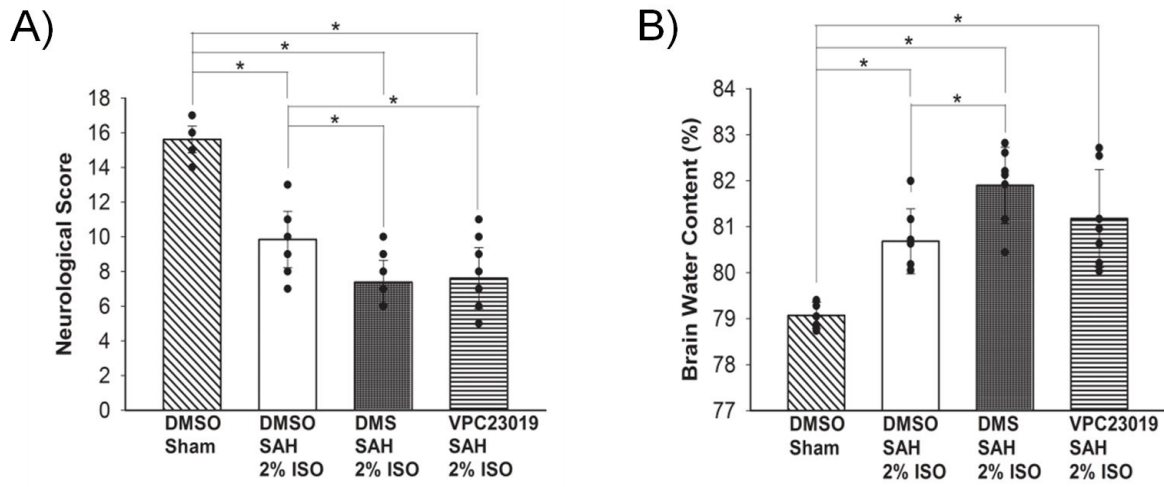 A)
*
*
*
*
*
Neurological Score
18
16
14
12
10
8
6
4
2
0
DMSO
Sham
DMSO
SAH
2% ISO
DMS
SAH
2% ISO
VPC23019
SAH
2% ISO
B)
*
*
*
*
Brain Water Content (%)
84
83
82
81
80
79
78
77
DMSO
Sham
DMSO
SAH
2% ISO
DMS
SAH
2% ISO
VPC23019
SAH
2% ISO